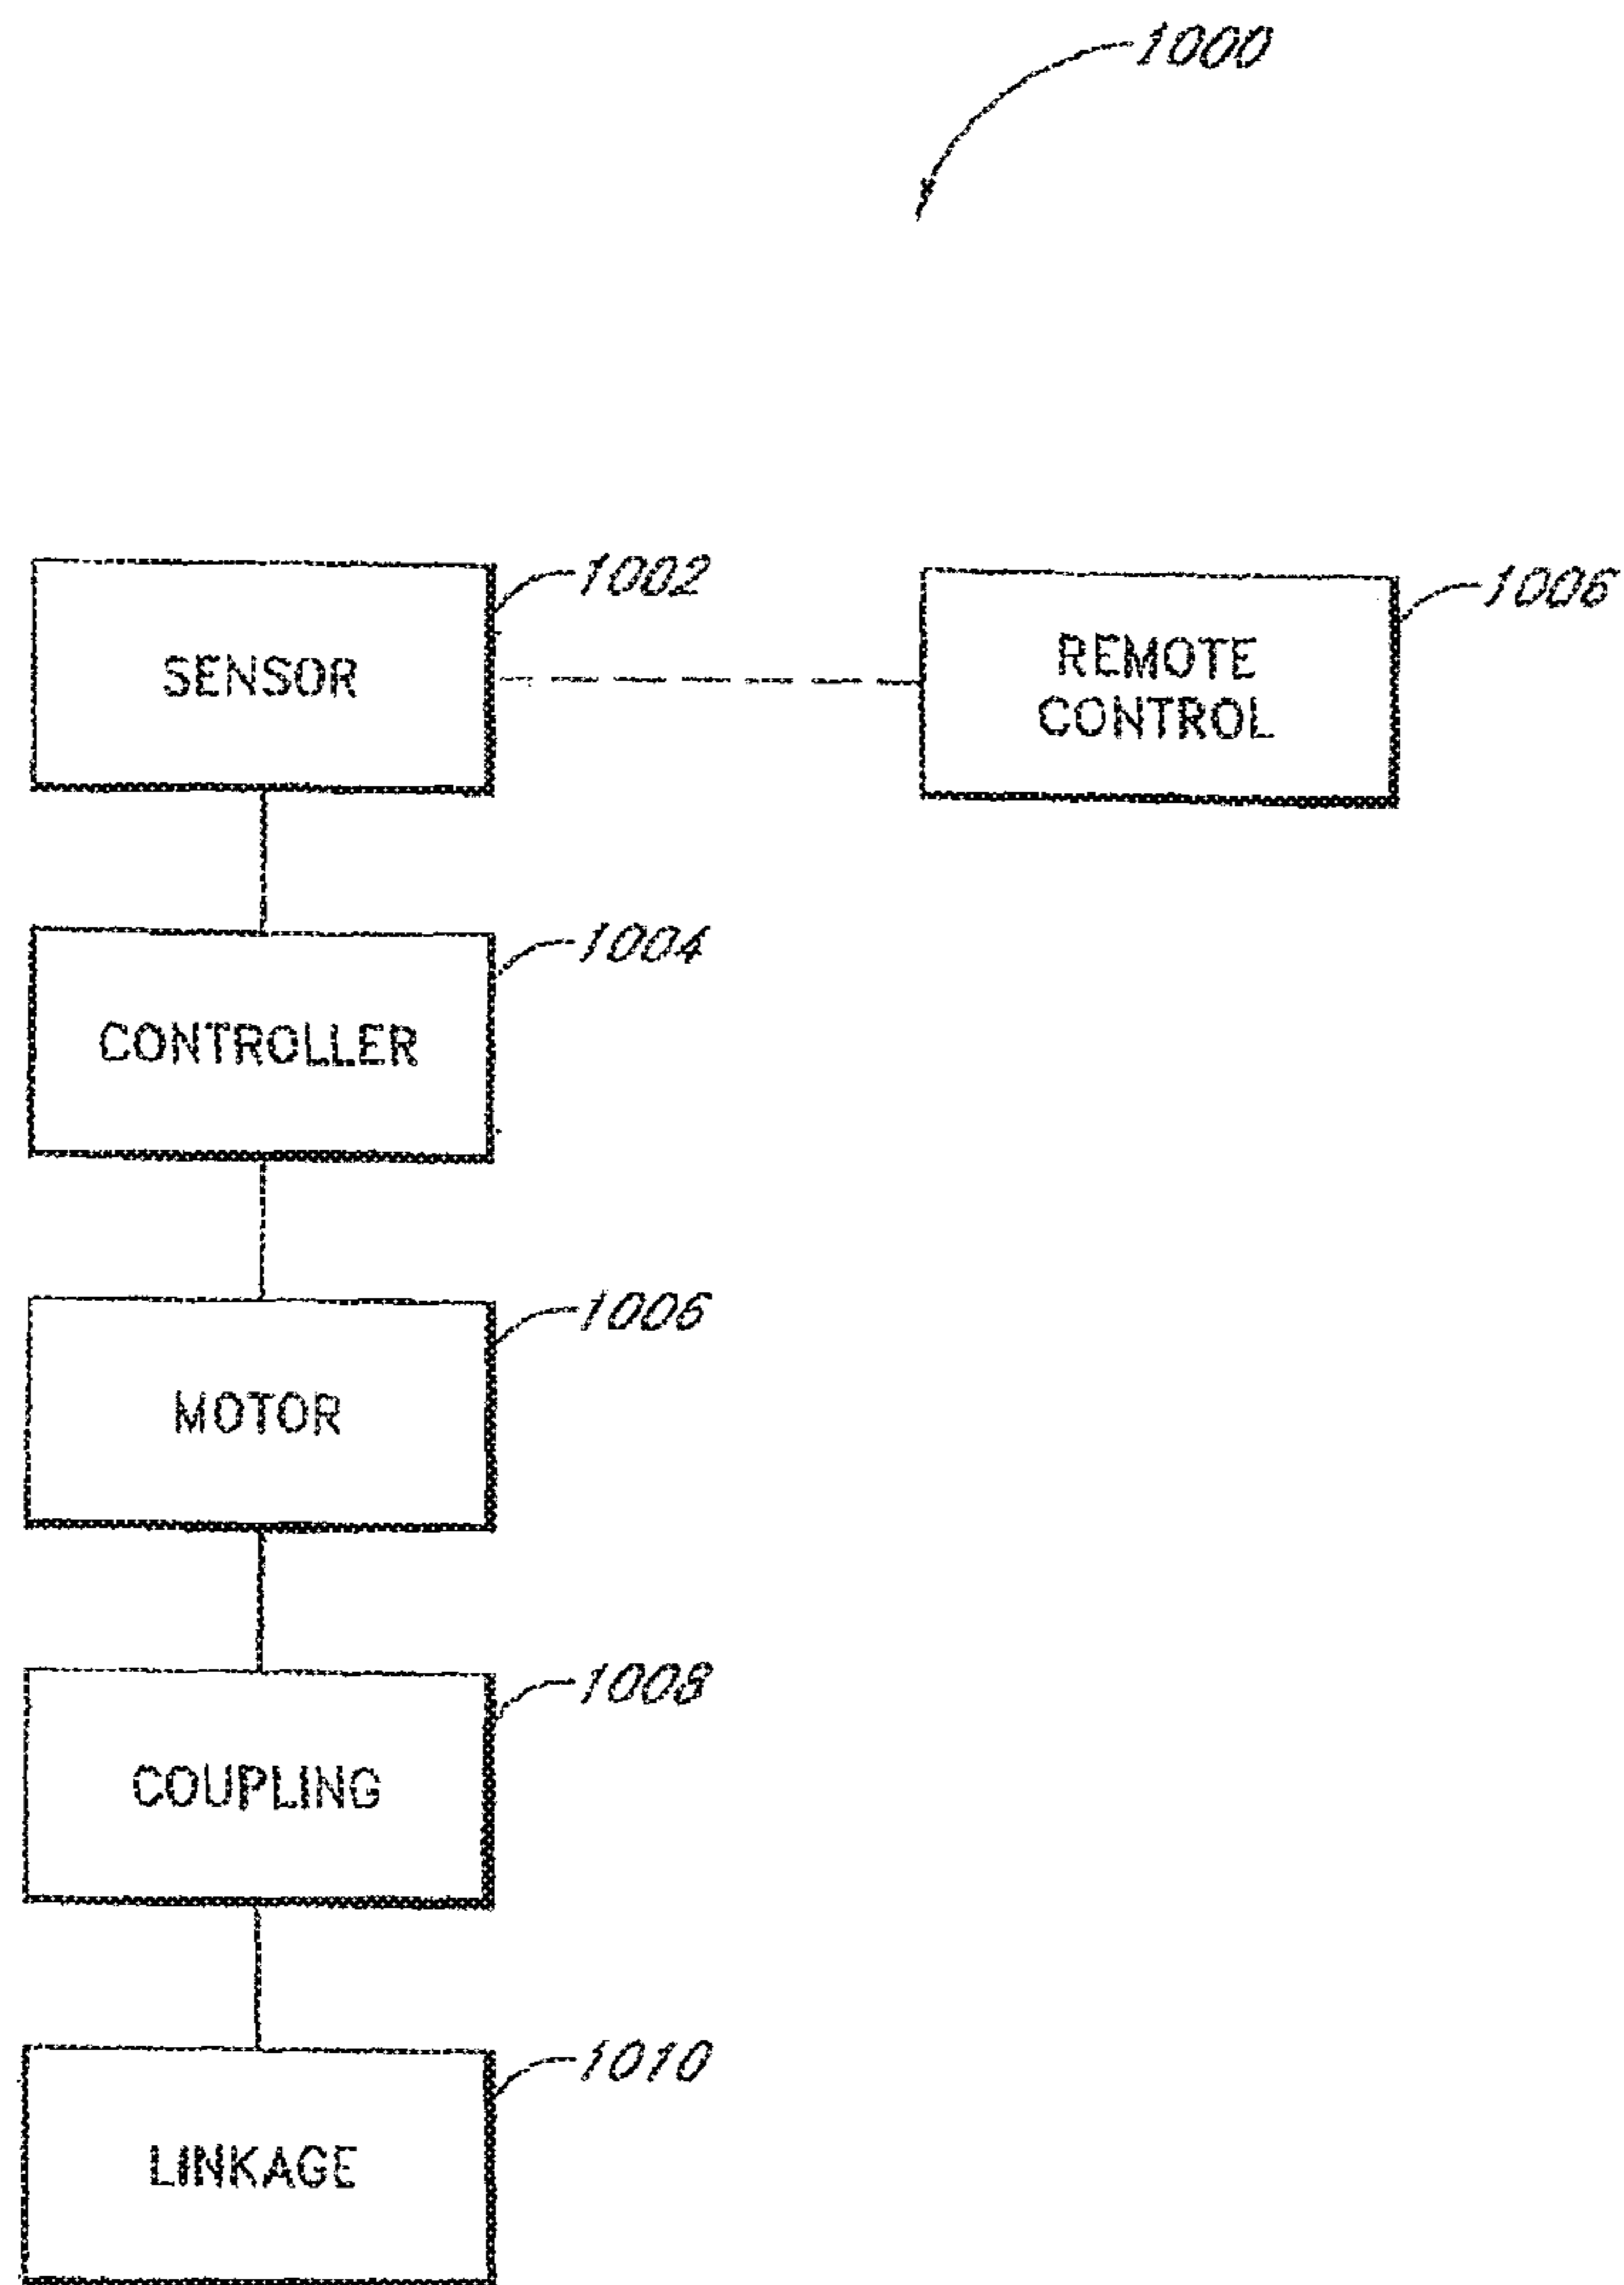 1000
1002
SENSOR
1006
REMOTE
CONTROL
1004
CONTROLLER
1006
MOTOR
1008
COUPLING
1010
LINKAGE